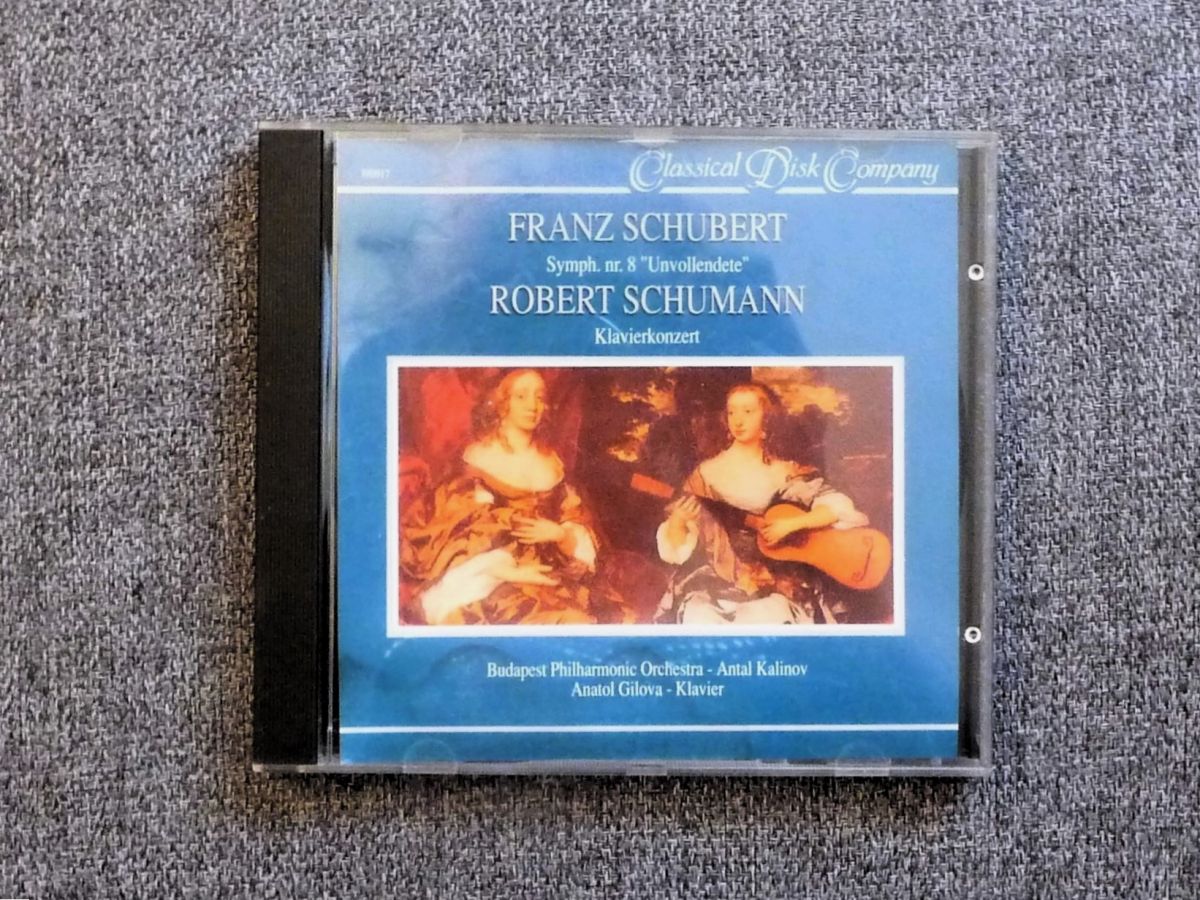 Classical Disk Company
FRANZ SCHUBERT
Symph. nr. 8 "Unvollendete"
ROBERT SCHUMANN
Klavierkonzert
Budapest Philharmonic Orchestra - Antal Kalinov
Anatol Gilova - Klavier